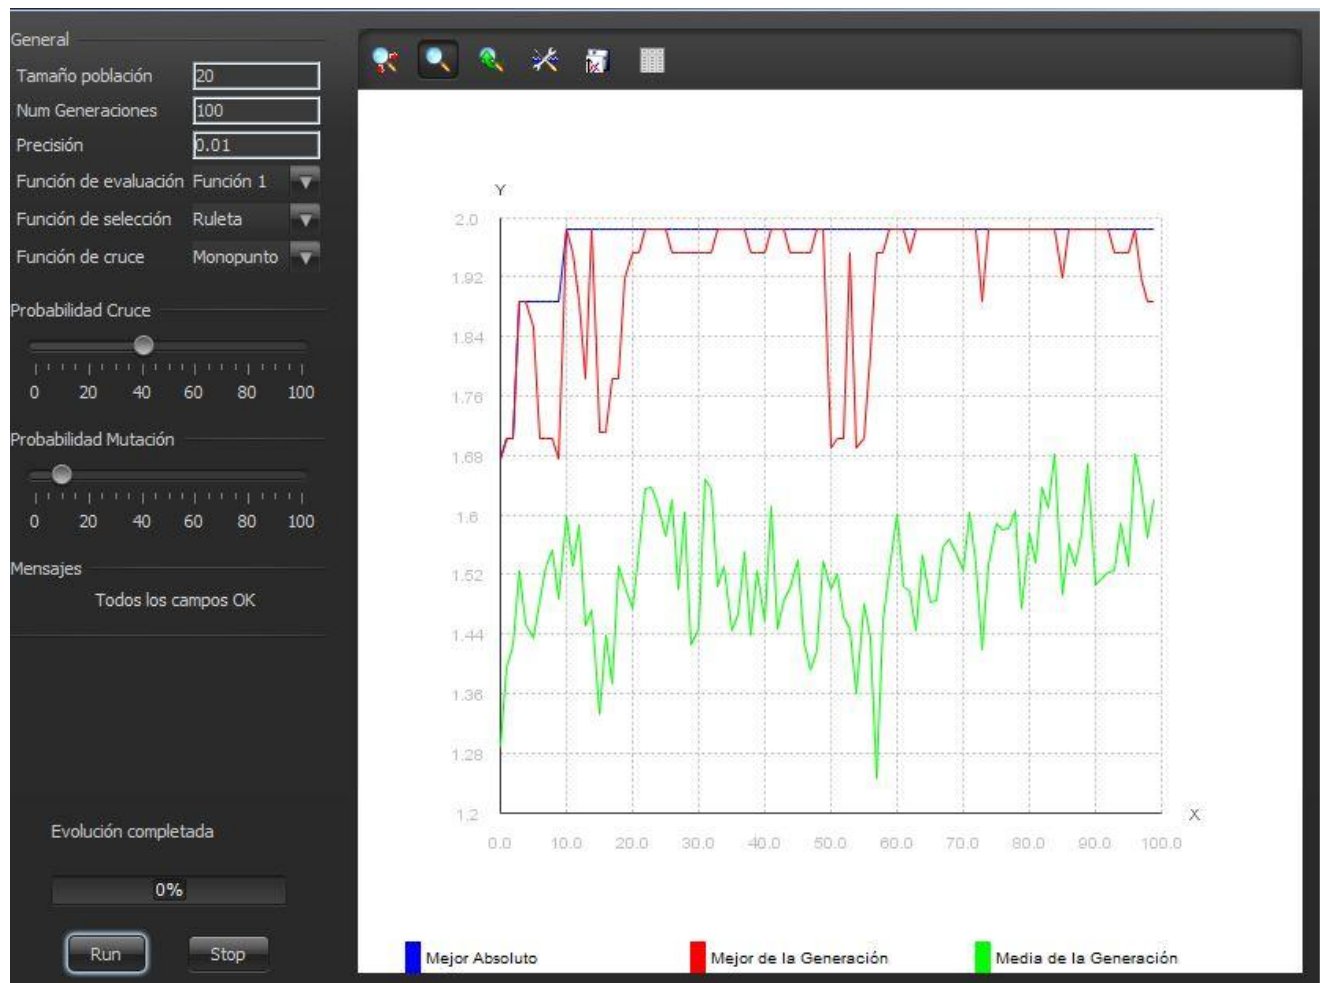 General
Tamaño población 20
Num Generaciones 100
Precisión 0.01
Función de evaluación Función 1
Función de selección Ruleta
Función de cruce Monopunto
Probabilidad Cruce
0 20 40 60 80 100
Probabilidad Mutación
0 20 40 60 80 100
Mensajes
Todos los campos OK
Evolución completada
0%
Run Stop
Y
2.0
1.92
1.84
1.76
1.68
1.6
1.52
1.44
1.36
1.28
1.2
X
0.0 10.0 20.0 30.0 40.0 50.0 60.0 70.0 80.0 90.0 100.0
Mejor Absoluto Mejor de la Generación Media de la Generación